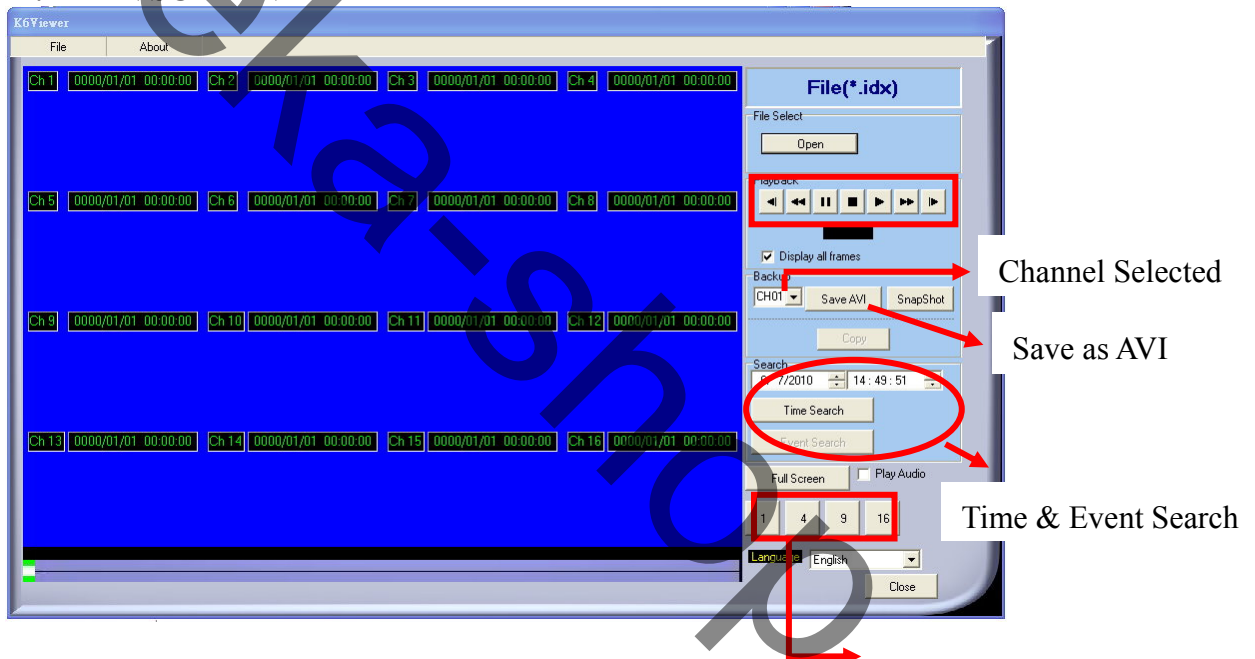 K6Viewer
File About
Ch 1 0000/01/01 00:00:00 Ch 2 0000/01/01 00:00:00 Ch 3 0000/01/01 00:00:00 Ch 4 0000/01/01 00:00:00
Ch 5 0000/01/01 00:00:00 Ch 6 0000/01/01 00:00:00 Ch 7 0000/01/01 00:00:00 Ch 8 0000/01/01 00:00:00
Ch 9 0000/01/01 00:00:00 Ch 10 0000/01/01 00:00:00 Ch 11 0000/01/01 00:00:00 Ch 12 0000/01/01 00:00:00
Ch 13 0000/01/01 00:00:00 Ch 14 0000/01/01 00:00:00 Ch 15 0000/01/01 00:00:00 Ch 16 0000/01/01 00:00:00
File(*.idx)
File Select
Open
Playback
Display all frames
Backup
CH01 Save AVI SnapShot
Copy
Search
7/2010 14:49:51
Time Search
Event Search
Full Screen Play Audio
1 4 9 16
Language English
Close
Channel Selected
Save as AVI
Time & Event Search
ka-shop